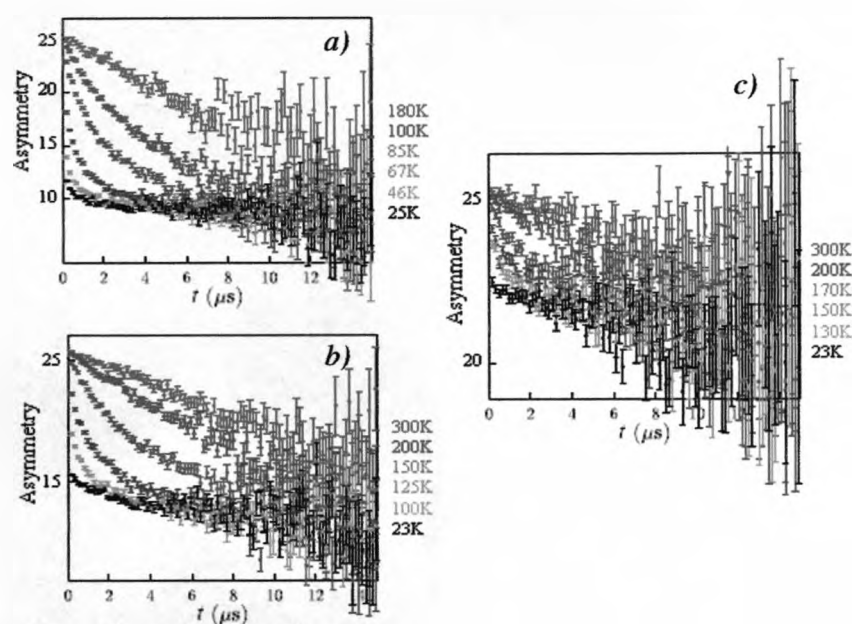 a)
25
20
15
10
Asymmetry
0 2 4 6 8 10 12
t (μs)
180K
100K
85K
67K
46K
25K
b)
25
15
Asymmetry
0 2 4 6 8 10 12
t (μs)
300K
200K
150K
125K
100K
23K
c)
25
20
Asymmetry
0 2 4 6 8
t (μs)
300K
200K
170K
150K
130K
23K